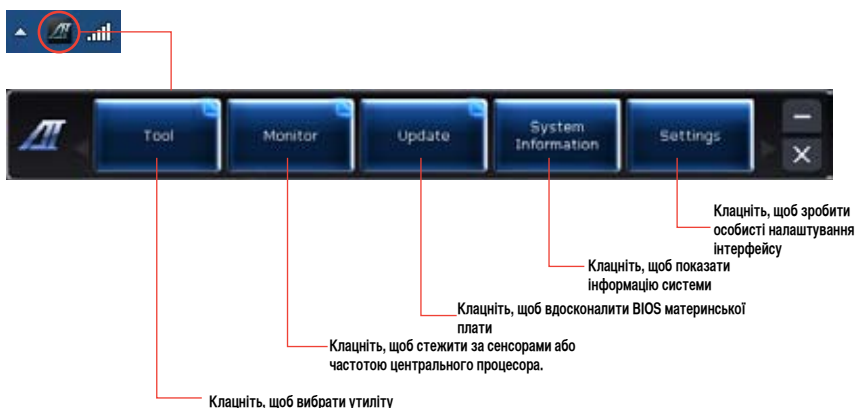 Tool
Monitor
Update
System
Information
Settings
Клацніть, щоб зробити
особисті налаштування
інтерфейсу
Клацніть, щоб показати
інформацію системи
Клацніть, щоб вдосконалити BIOS материнської
плати
Клацніть, щоб стежити за сенсорами або
частотою центрального процесора.
Клацніть, щоб вибрати утиліту